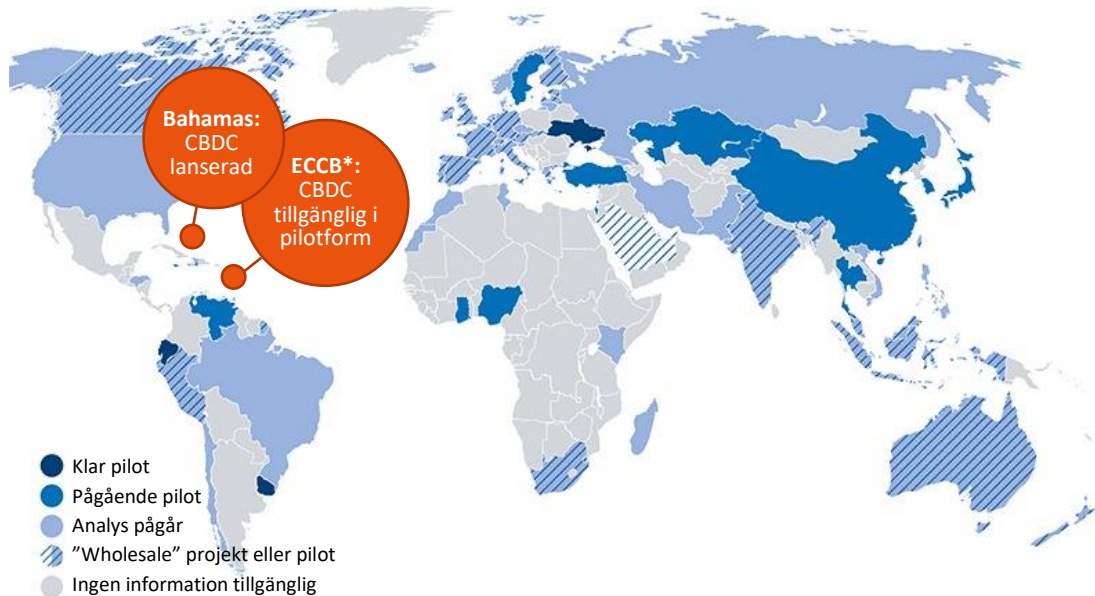 Bahamas:
CBDC
lanserad
ECCB*:
CBDC
tillgänglig i
pilotform
Klar pilot
Pågående pilot
Analys pågår
”Wholesale” projekt eller pilot
Ingen information tillgänglig